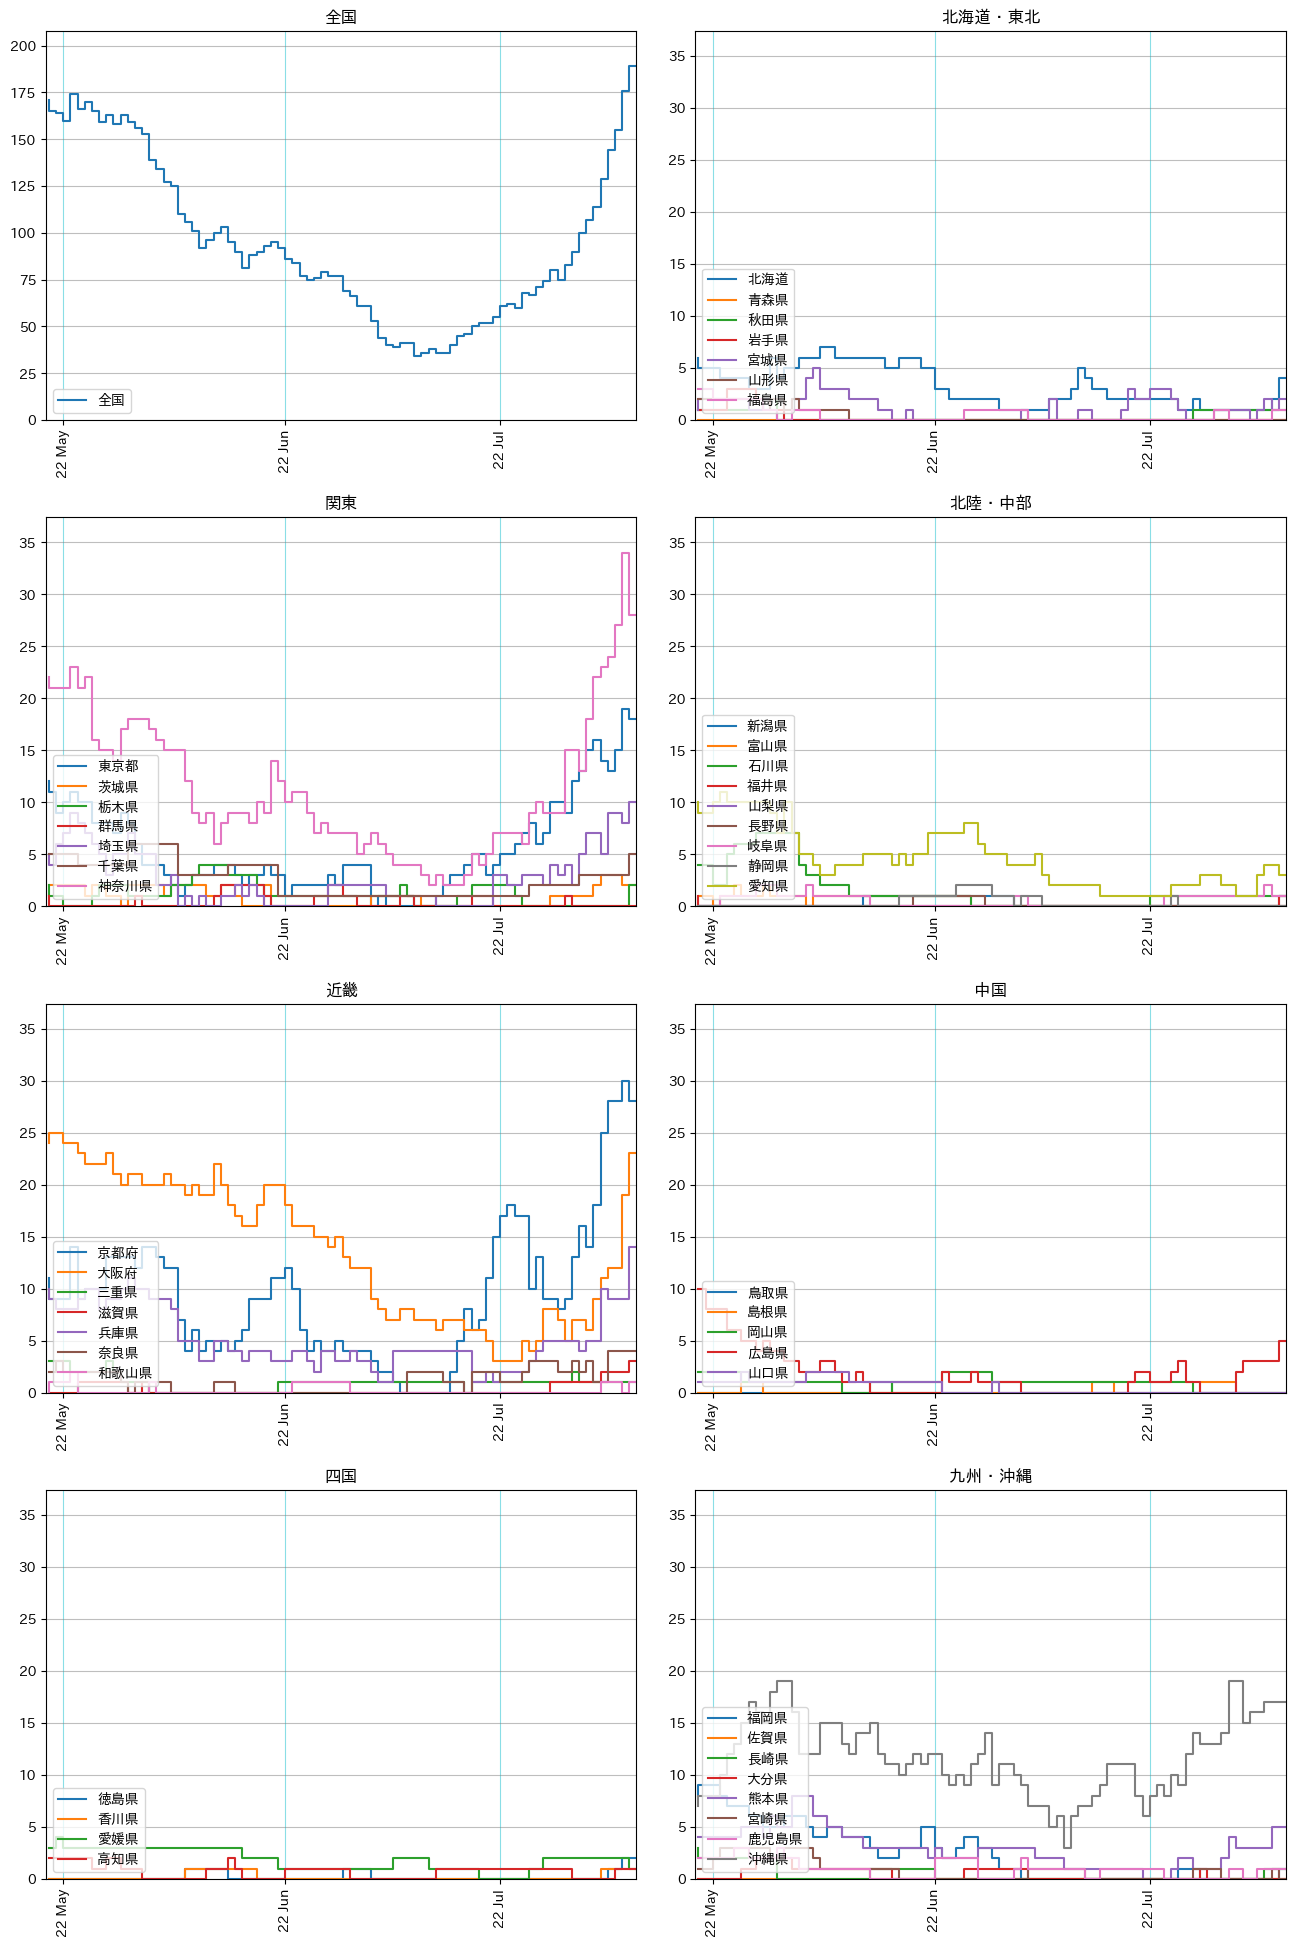 全国
200
175
150
125
100
75
50
25
0
全国
22 May
22 Jun
22 Jul
北海道・東北
35
30
25
20
15
10
5
0
北海道
青森県
秋田県
岩手県
宮城県
山形県
福島県
22 May
22 Jun
22 Jul
関東
35
30
25
20
15
10
5
0
東京都
茨城県
栃木県
群馬県
埼玉県
千葉県
神奈川県
22 May
22 Jun
22 Jul
北陸・中部
35
30
25
20
15
10
5
0
新潟県
富山県
石川県
福井県
山梨県
長野県
岐阜県
静岡県
愛知県
22 May
22 Jun
22 Jul
近畿
35
30
25
20
15
10
5
0
京都府
大阪府
三重県
滋賀県
兵庫県
奈良県
和歌山県
22 May
22 Jun
22 Jul
中国
35
30
25
20
15
10
5
0
鳥取県
島根県
岡山県
広島県
山口県
22 May
22 Jun
22 Jul
四国
35
30
25
20
15
10
5
0
徳島県
香川県
愛媛県
高知県
22 May
22 Jun
22 Jul
九州・沖縄
35
30
25
20
15
10
5
0
福岡県
佐賀県
長崎県
大分県
熊本県
宮崎県
鹿児島県
沖縄県
22 May
22 Jun
22 Jul